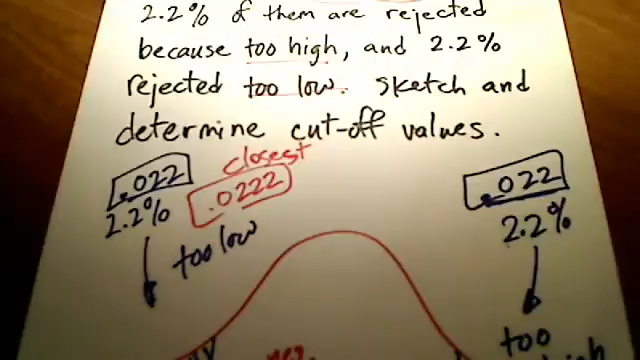 2.2% of them are rejected
because too high, and 2.2%
rejected too low. Sketch and
determine cut-off values.
closest
.022
.0222
.022
2.2%
2.2%
too low
too